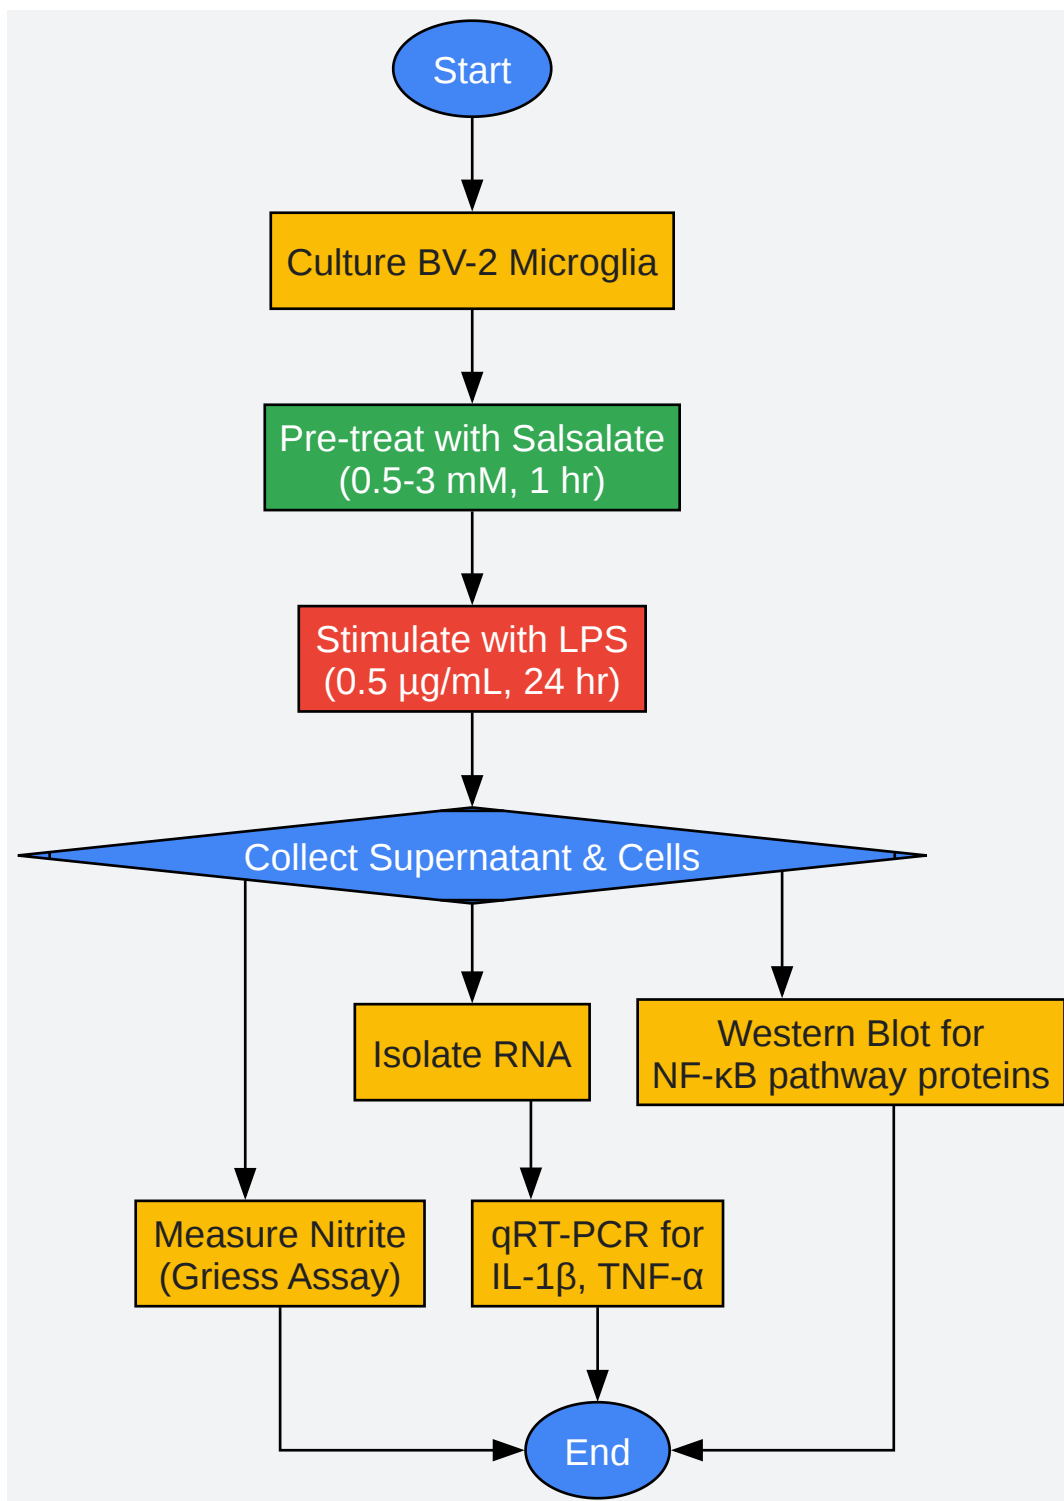 Start
Culture BV-2 Microglia
Pre-treat with Salsalate
(0.5-3 mM, 1 hr)
Stimulate with LPS
(0.5 µg/mL, 24 hr)
Collect Supernatant & Cells
Isolate RNA
Western Blot for
NF-κB pathway proteins
Measure Nitrite
(Griess Assay)
qRT-PCR for
IL-1β, TNF-α
End